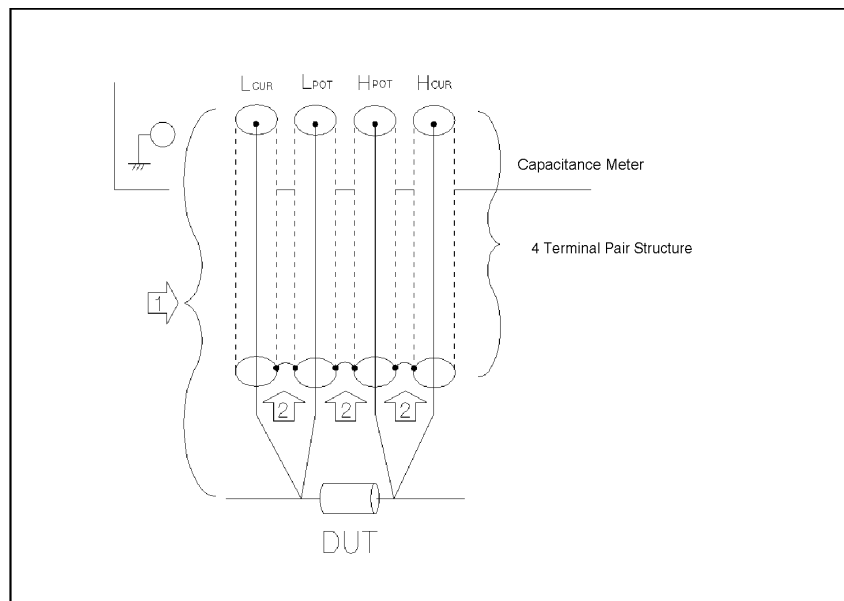 LCUR LPOT HPOT HCUR
Capacitance Meter
4 Terminal Pair Structure
1
2 2 2
DUT